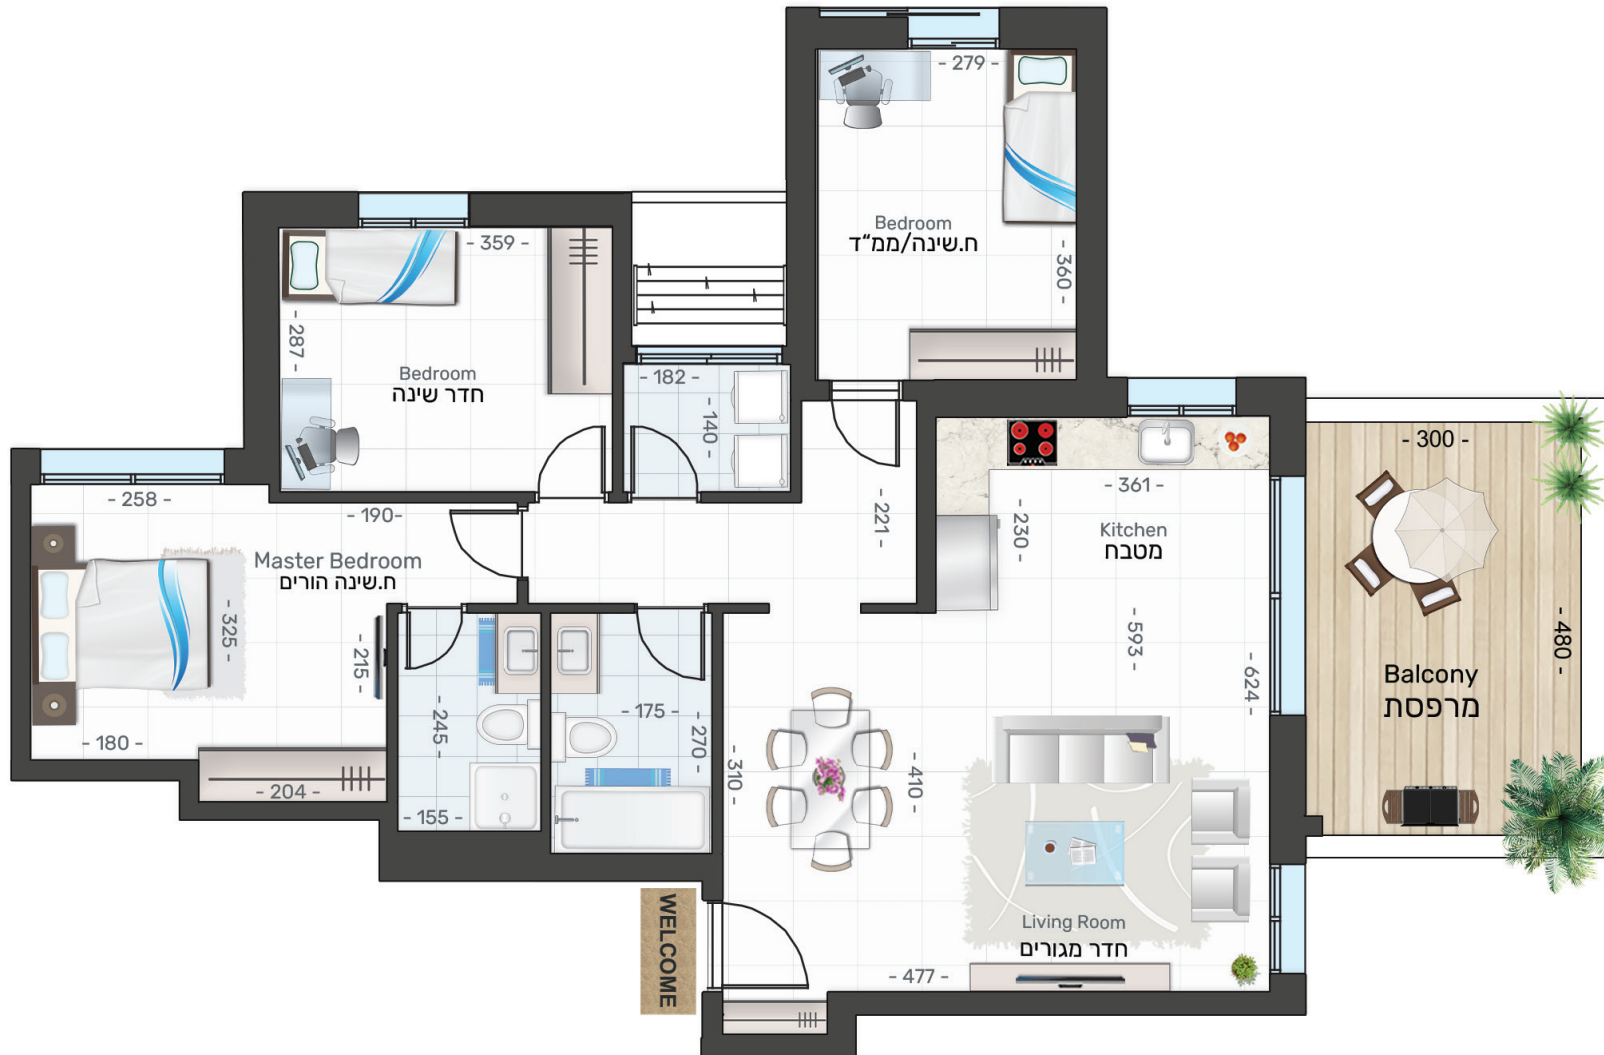 - 279 -
Bedroom
ח.שינה/ממ"ד
- 360 -
- 359 -
- 287 -
Bedroom
חדר שינה
- 182 -
- 140 -
- 221 -
- 361 -
- 230 -
Kitchen
מטבח
- 593 -
- 624 -
- 300 -
- 480 -
Balcony
מרפסת
- 258 -
- 190-
Master Bedroom
ח.שינה הורים
- 325 -
- 215 -
- 180 -
- 204 -
- 245 -
- 155 -
- 175 -
- 270 -
- 310 -
- 410 -
WELCOME
Living Room
חדר מגורים
- 477 -